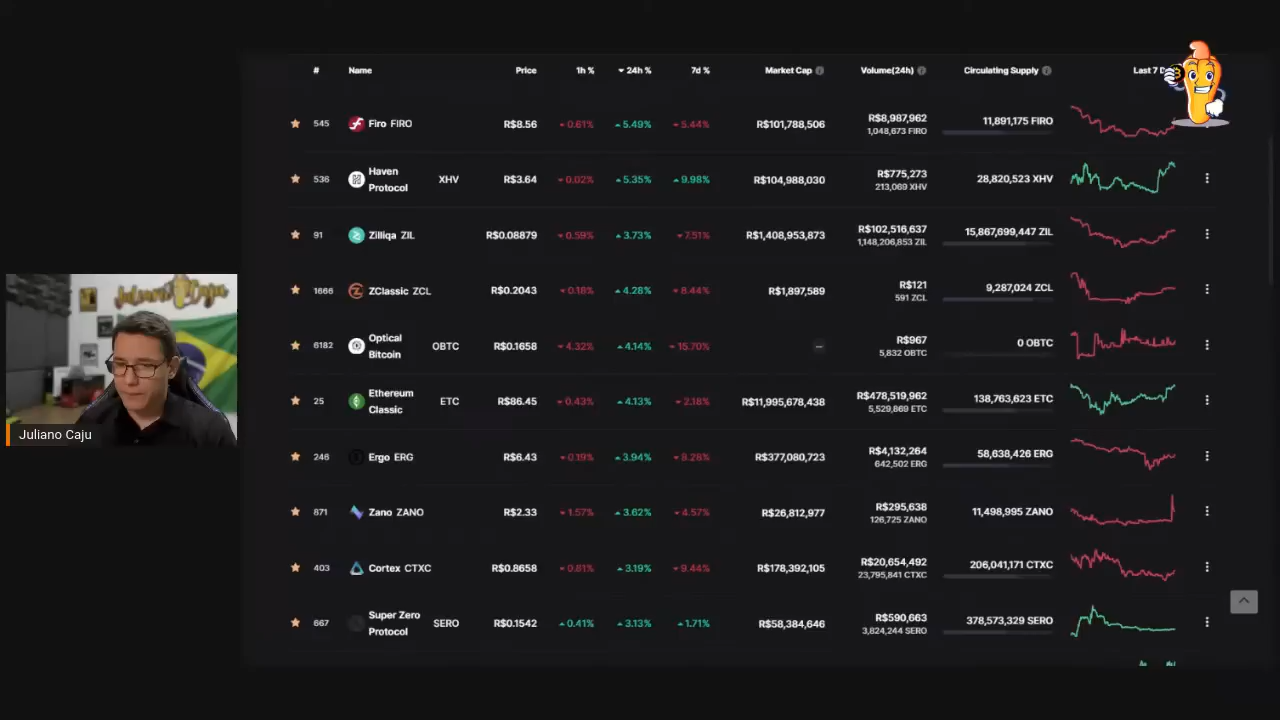 # Name Price 1h % 24h % 7d % Market Cap Volume(24h) Circulating Supply Last 7
545 Firo FIRO R$8.56 0.61% 5.49% 5.44% R$101,788,506 R$8,987,962 11,891,175 FIRO
1,048,673 FIRO
536 Haven Protocol XHV R$3.64 0.02% 5.35% 9.98% R$104,988,030 R$775,273 28,820,523 XHV
213,069 XHV
91 Zilliqa ZIL R$0.08879 0.59% 3.73% 7.51% R$1,408,953,873 R$102,516,637 15,867,699,447 ZIL
1,148,206,853 ZIL
1666 ZClassic ZCL R$0.2043 0.18% 4.28% 8.44% R$1,897,589 R$121 9,287,024 ZCL
591 ZCL
6182 Optical Bitcoin OBTC R$0.1658 4.32% 4.14% 15.70% -- R$967 0 OBTC
5,832 OBTC
25 Ethereum Classic ETC R$86.45 0.43% 4.13% 2.18% R$11,995,678,438 R$478,519,962 138,763,623 ETC
5,529,869 ETC
246 Ergo ERG R$6.43 0.19% 3.94% 8.28% R$377,080,723 R$4,132,264 58,638,426 ERG
642,502 ERG
871 Zano ZANO R$2.33 1.57% 3.62% 4.57% R$26,812,977 R$295,638 11,498,995 ZANO
126,725 ZANO
403 Cortex CTXC R$0.8658 0.81% 3.19% 9.44% R$178,392,105 R$20,654,492 206,041,171 CTXC
23,795,841 CTXC
667 Super Zero Protocol SERO R$0.1542 0.41% 3.13% 1.71% R$58,384,646 R$590,663 378,573,329 SERO
3,824,244 SERO
Juliano Caju
Juliano Caju